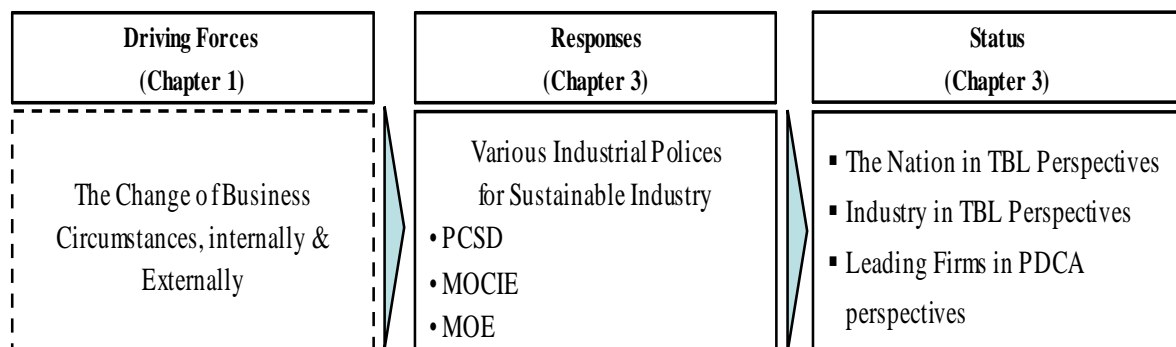 Driving Forces
(Chapter 1)
The Change of Business
Circumstances, internally &
Externally
Responses
(Chapter 3)
Various Industrial Polices
for Sustainable Industry
• PCSD
• MOCIE
• MOE
Status
(Chapter 3)
▪ The Nation in TBL Perspectives
▪ Industry in TBL Perspectives
▪ Leading Firms in PDCA
perspectives